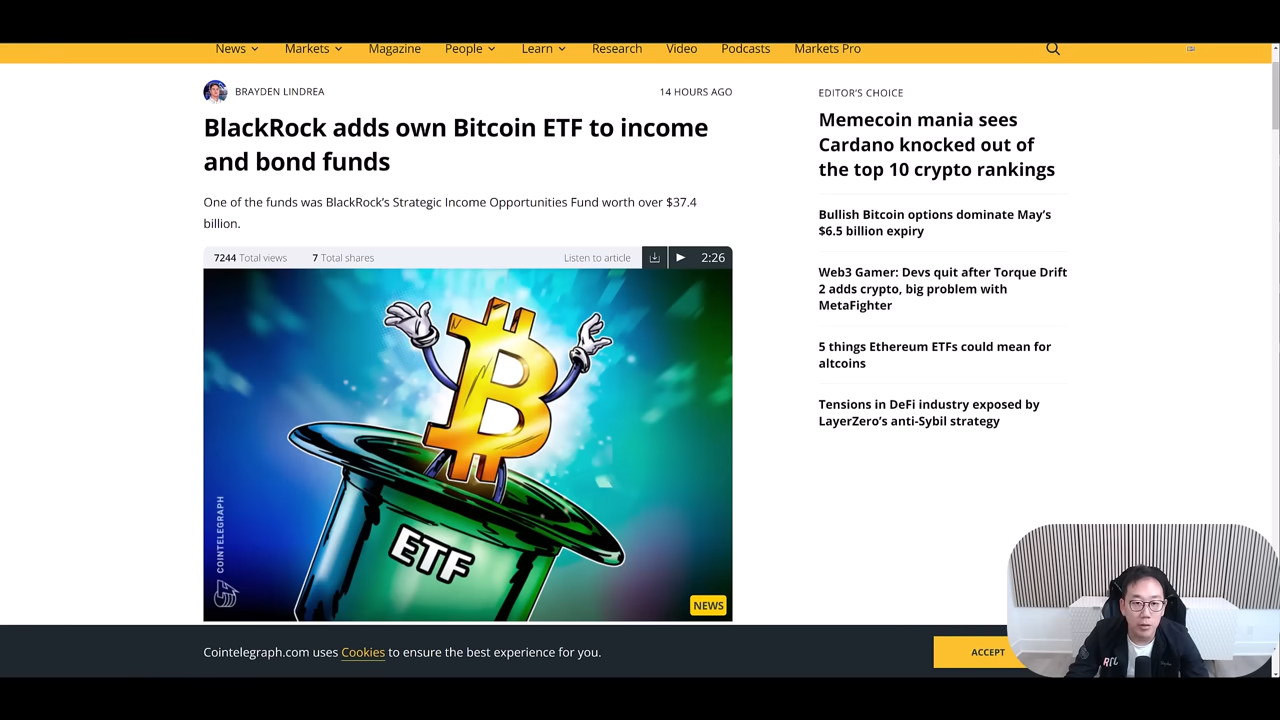 News
Markets
Magazine
People
Learn
Research
Video
Podcasts
Markets Pro
BRAYDEN LINDREA
14 HOURS AGO
BlackRock adds own Bitcoin ETF to income
and bond funds
One of the funds was BlackRock's Strategic Income Opportunities Fund worth over $37.4
billion.
7244 Total views
7 Total shares
Listen to article
2:26
COINTELEGRAPH
ETF
NEWS
EDITOR'S CHOICE
Memecoin mania sees
Cardano knocked out of
the top 10 crypto rankings
Bullish Bitcoin options dominate May's
$6.5 billion expiry
Web3 Gamer: Devs quit after Torque Drift
2 adds crypto, big problem with
MetaFighter
5 things Ethereum ETFs could mean for
altcoins
Tensions in DeFi industry exposed by
LayerZero's anti-Sybil strategy
Cointelegraph.com uses Cookies to ensure the best experience for you.
ACCEPT